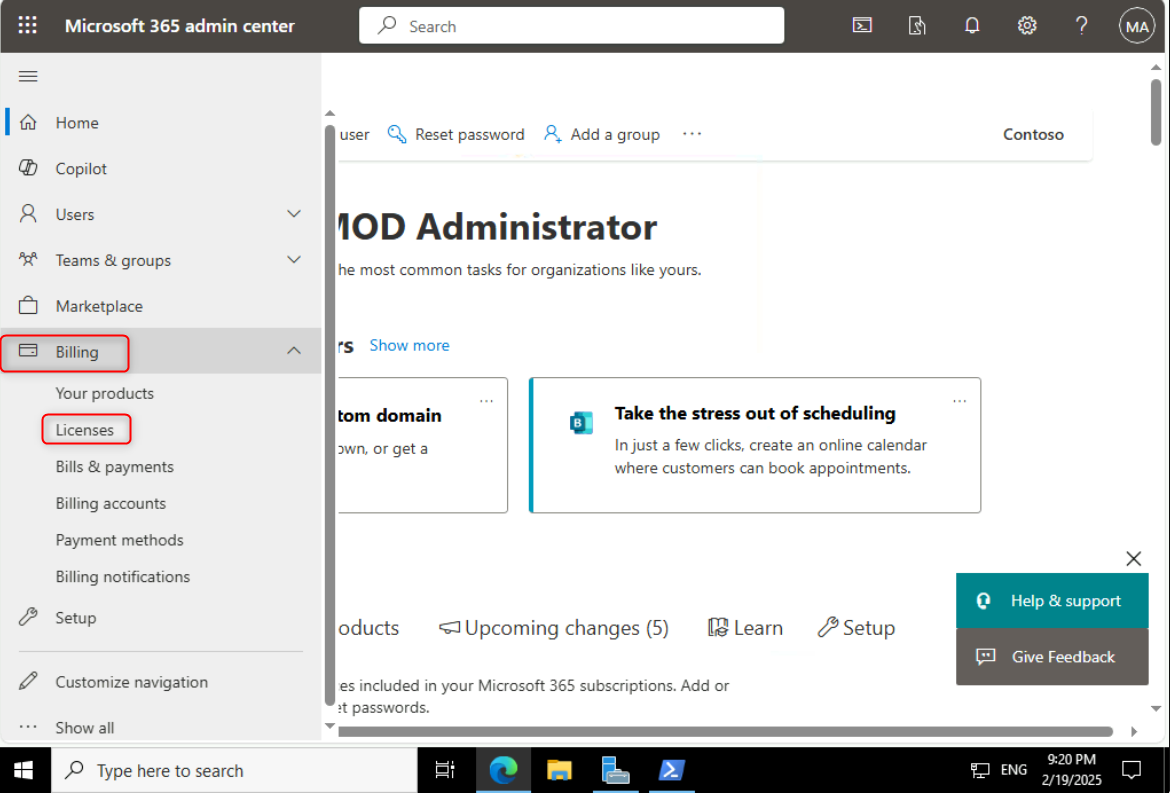 Microsoft 365 admin center
Search
MA
Home
Copilot
Users
Teams & groups
Marketplace
Billing
Your products
Licenses
Bills & payments
Billing accounts
Payment methods
Billing notifications
Setup
Customize navigation
Show all
user Reset password Add a group Contoso
MOD Administrator
he most common tasks for organizations like yours.
rs Show more
tom domain
own, or get a
B
Take the stress out of scheduling
In just a few clicks, create an online calendar
where customers can book appointments.
oducts Upcoming changes (5) Learn Setup
es included in your Microsoft 365 subscriptions. Add or
et passwords.
Help & support
Give Feedback
Type here to search
ENG
9:20 PM
2/19/2025